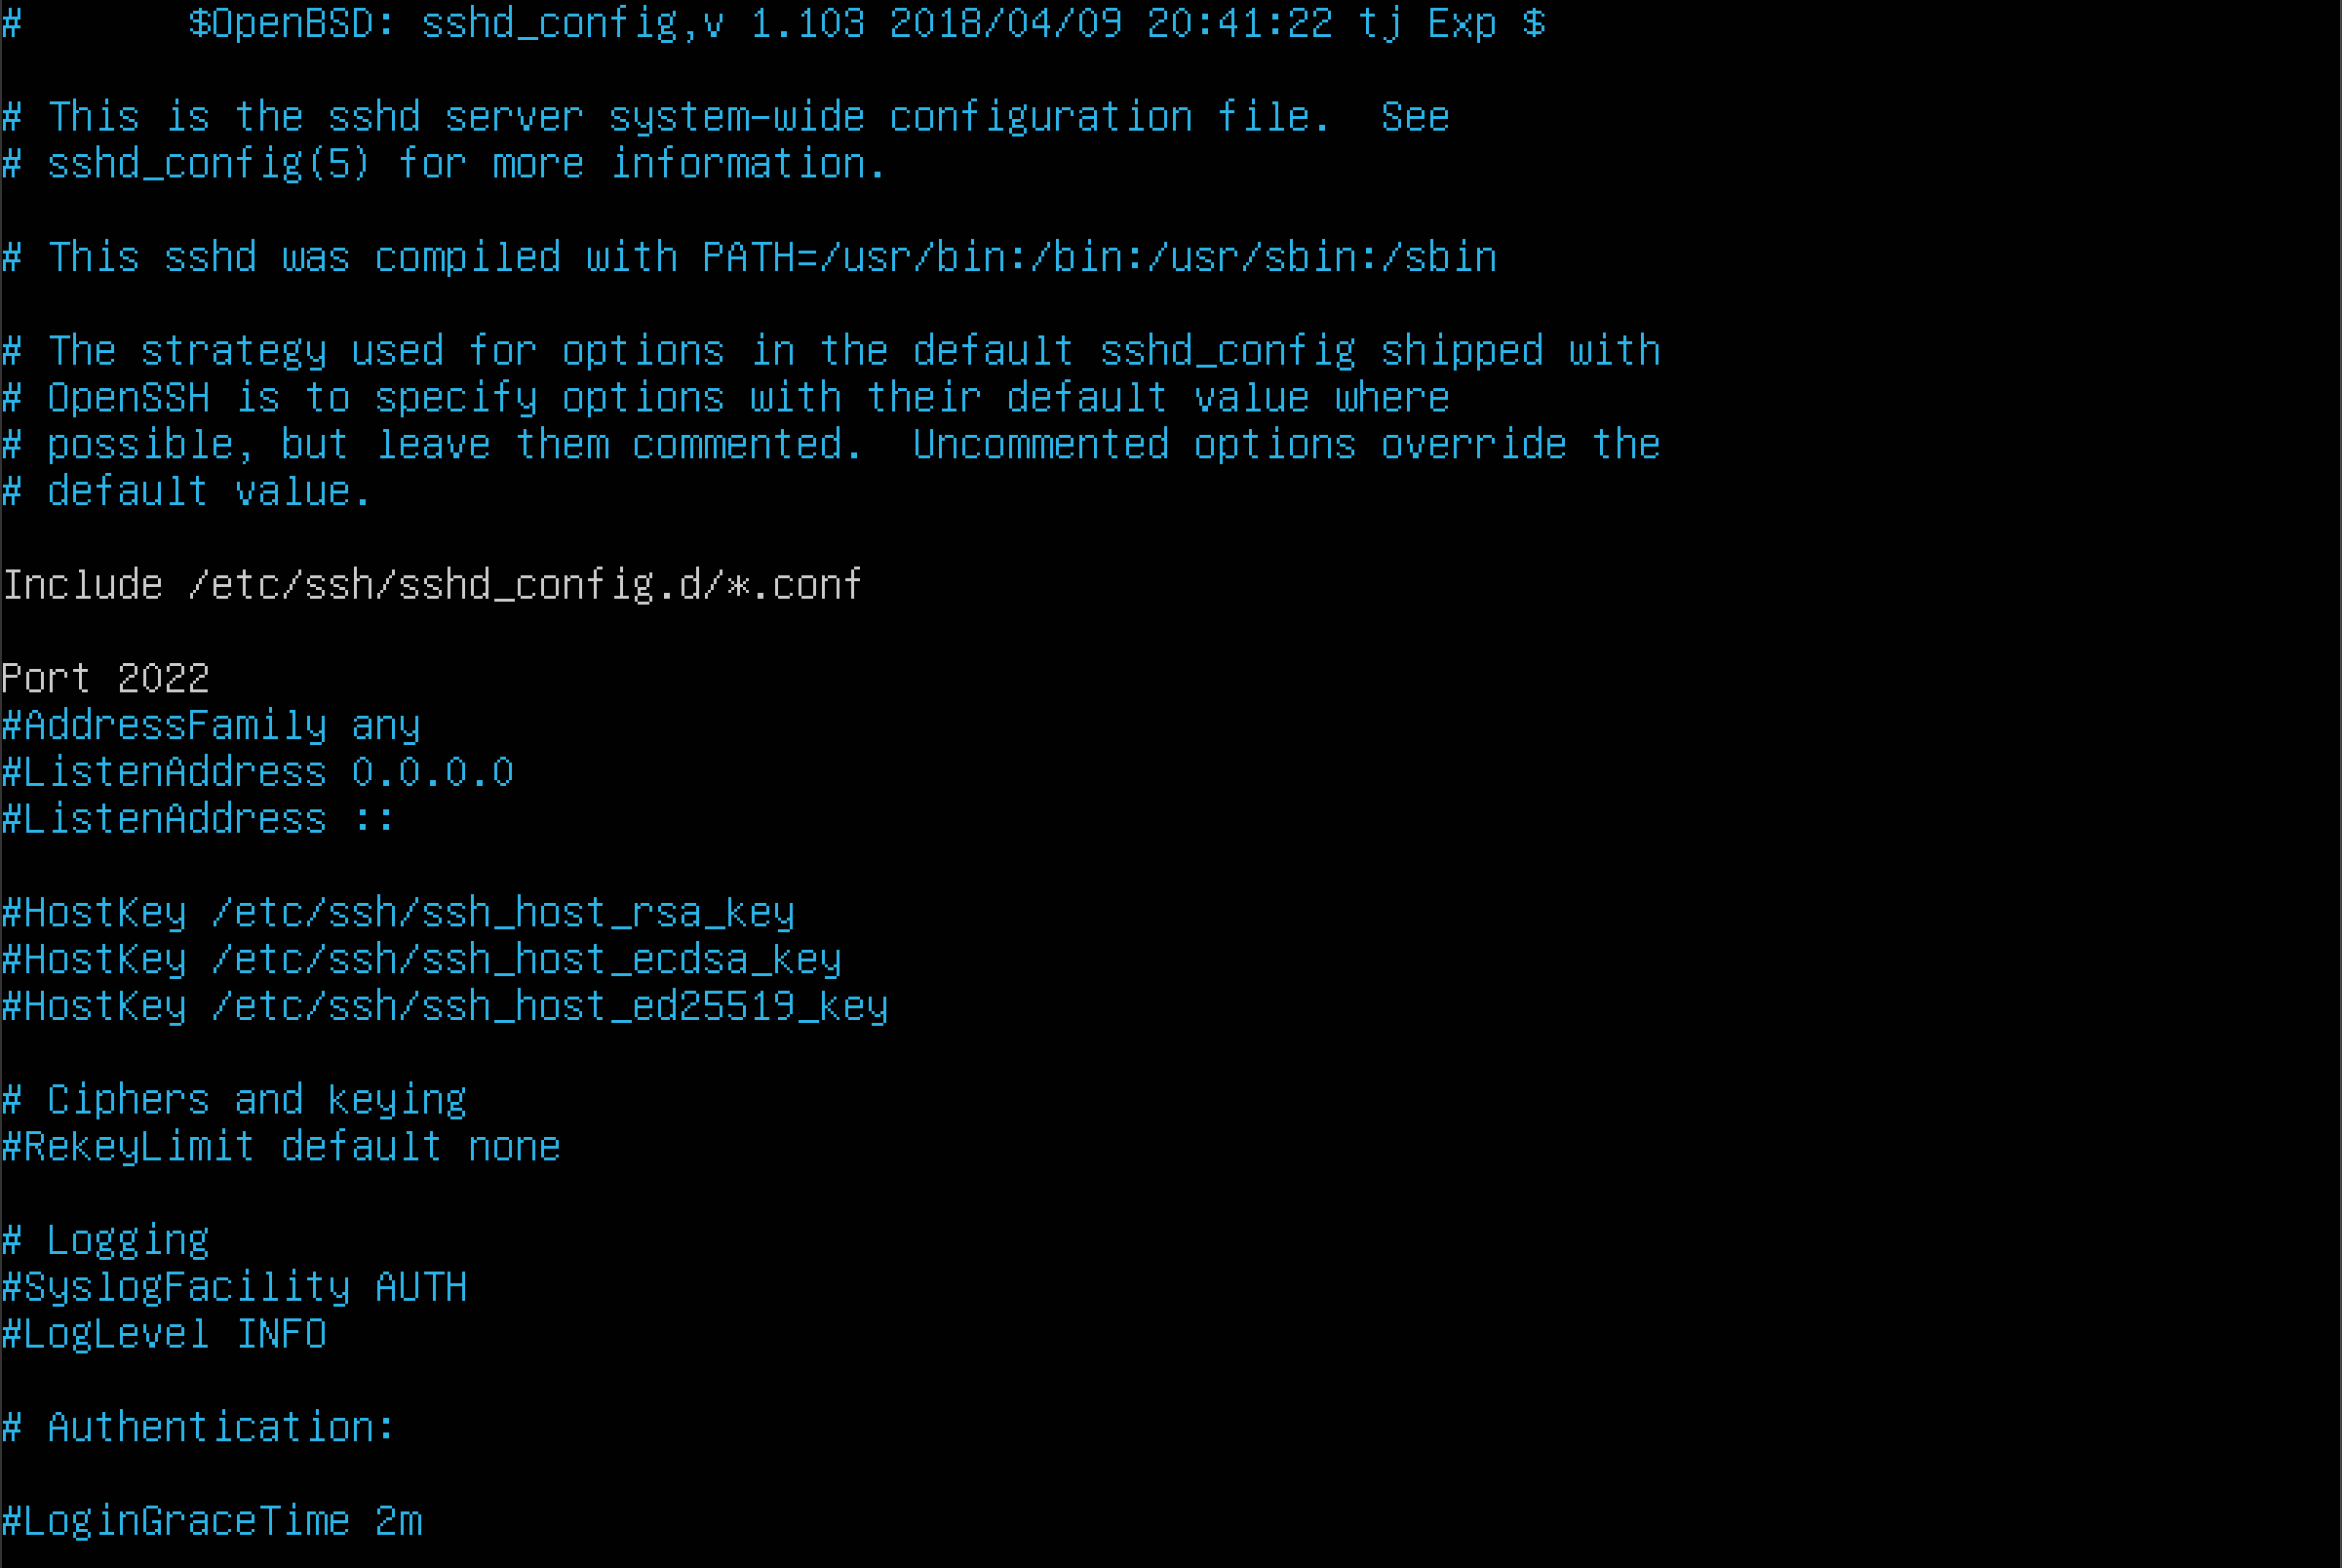 #       $OpenBSD: sshd_config,v 1.103 2018/04/09 20:41:22 tj Exp $
# This is the sshd server system-wide configuration file.  See
# sshd_config(5) for more information.
# This sshd was compiled with PATH=/usr/bin:/bin:/usr/sbin:/sbin
# The strategy used for options in the default sshd_config shipped with
# OpenSSH is to specify options with their default value where
# possible, but leave them commented.  Uncommented options override the
# default value.
Include /etc/ssh/sshd_config.d/*.conf
Port 2022
#AddressFamily any
#ListenAddress 0.0.0.0
#ListenAddress ::
#HostKey /etc/ssh/ssh_host_rsa_key
#HostKey /etc/ssh/ssh_host_ecdsa_key
#HostKey /etc/ssh/ssh_host_ed25519_key
# Ciphers and keying
#RekeyLimit default none
# Logging
#SyslogFacility AUTH
#LogLevel INFO
# Authentication:
#LoginGraceTime 2m